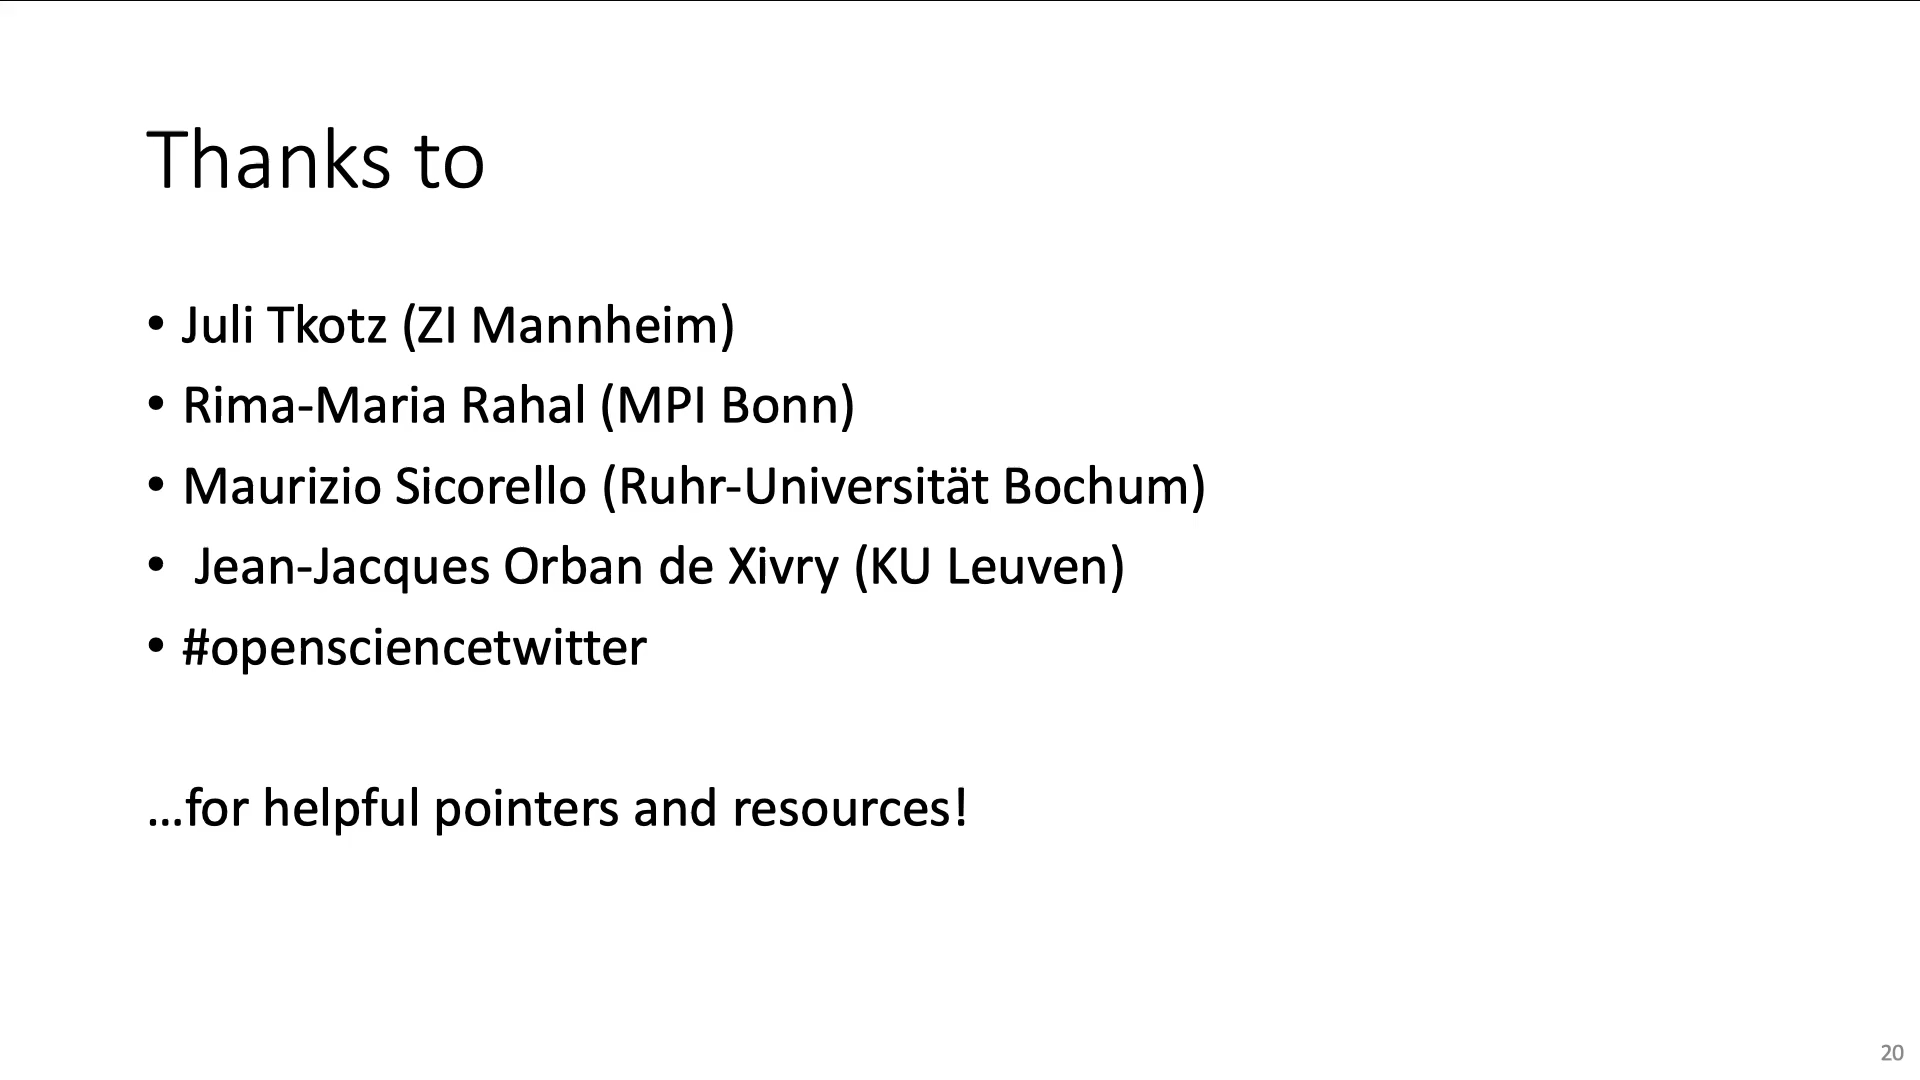 Thanks to
• Juli Tkotz (ZI Mannheim)
• Rima-Maria Rahal (MPI Bonn)
• Maurizio Sicorello (Ruhr-Universität Bochum)
• Jean-Jacques Orban de Xivry (KU Leuven)
• #opensciencetwitter
…for helpful pointers and resources!
20